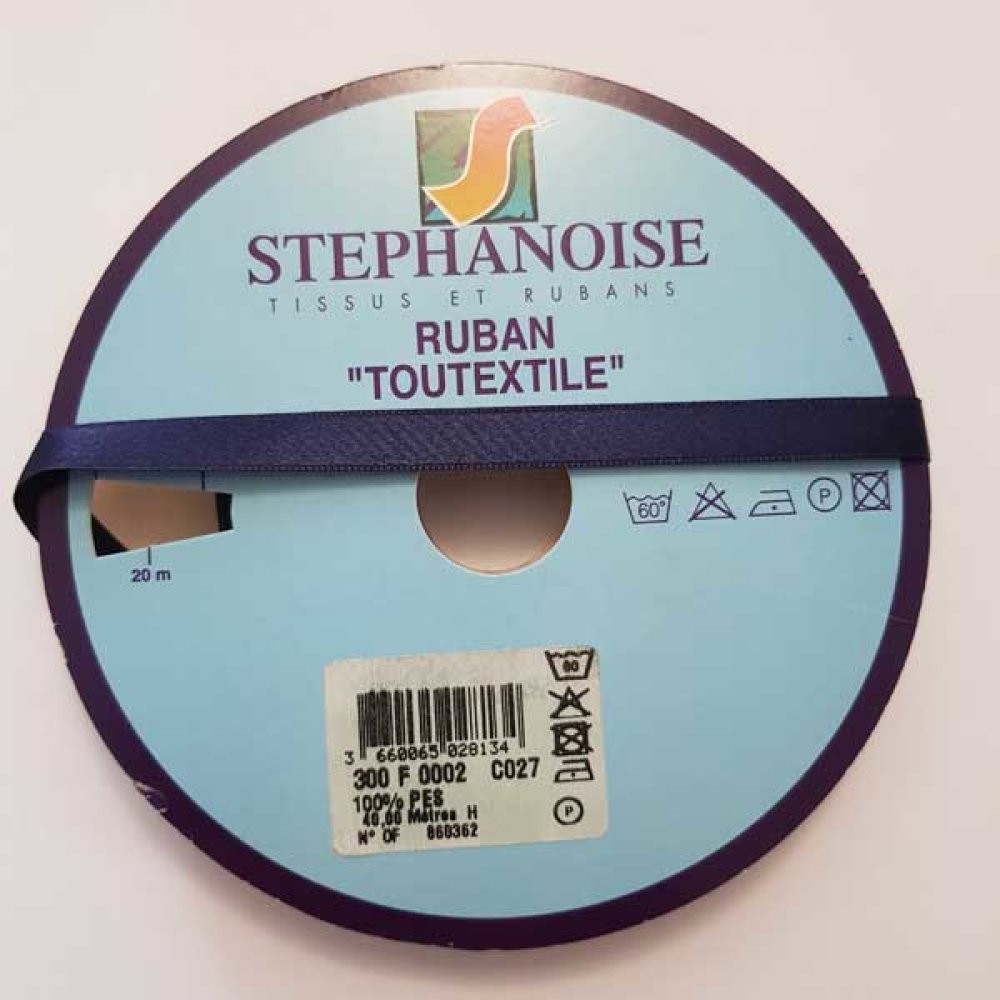 STEPHANOISE
TISSUS ET RUBANS
RUBAN
"TOUTEXTILE"
60°
P
20 m
60
3 660065 028134
300 F 0002 C027
100% PES
40,00 Metres H
N° OF 860362
P